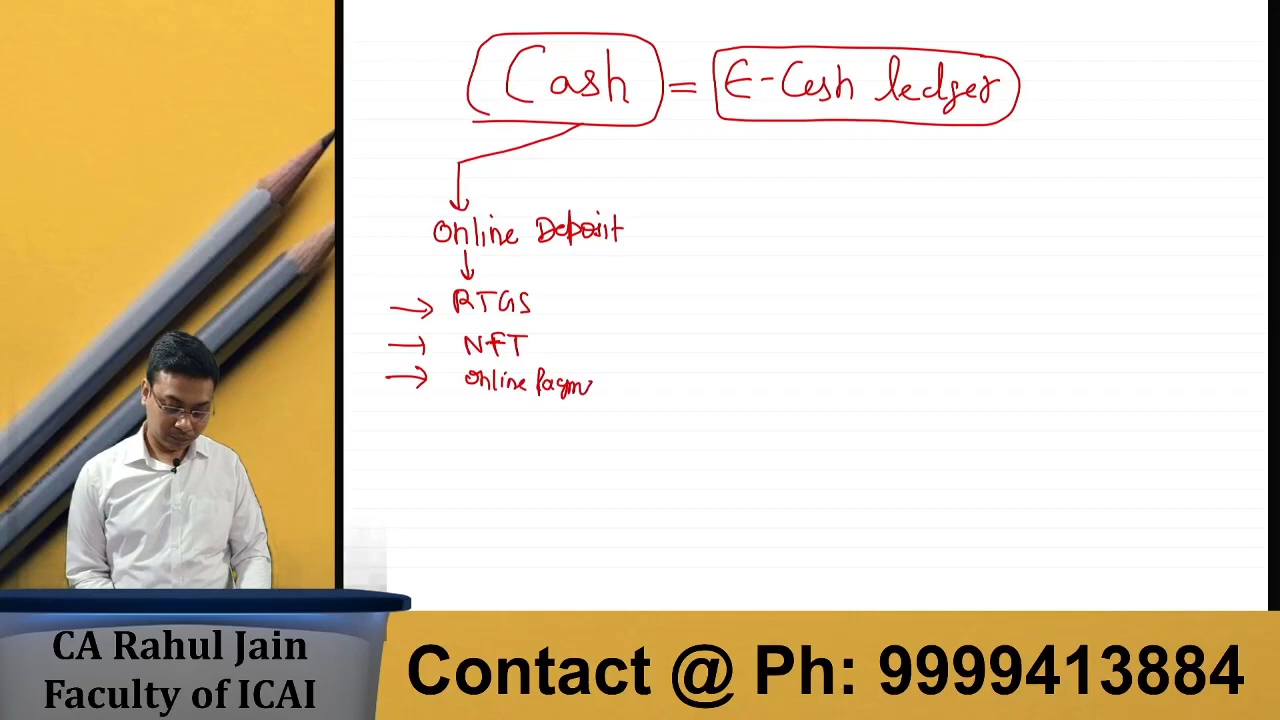 Cash = E-Cash ledger
Online Deposit
→ RTGS
→ NFT
→ Online Paym
CA Rahul Jain
Faculty of ICAI
Contact @ Ph: 9999413884